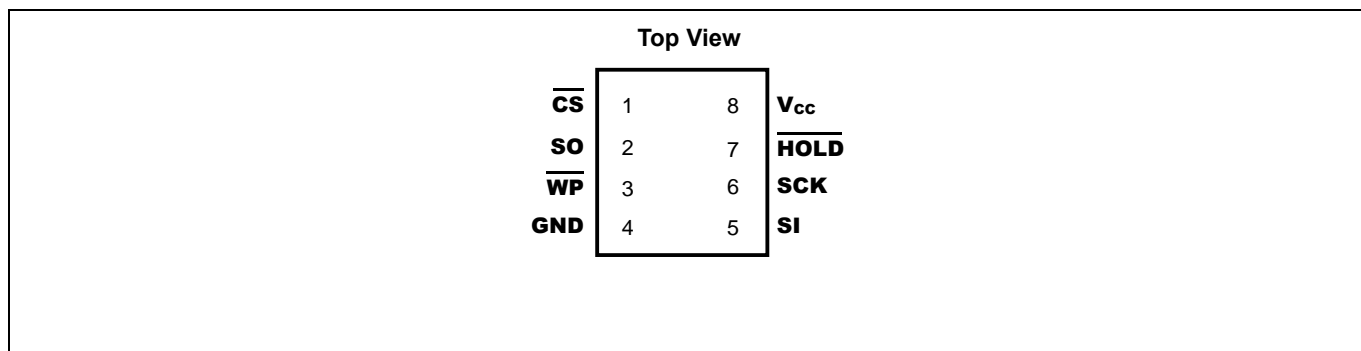 Top View
CS 1 8 Vcc
SO 2 7 HOLD
WP 3 6 SCK
GND 4 5 SI